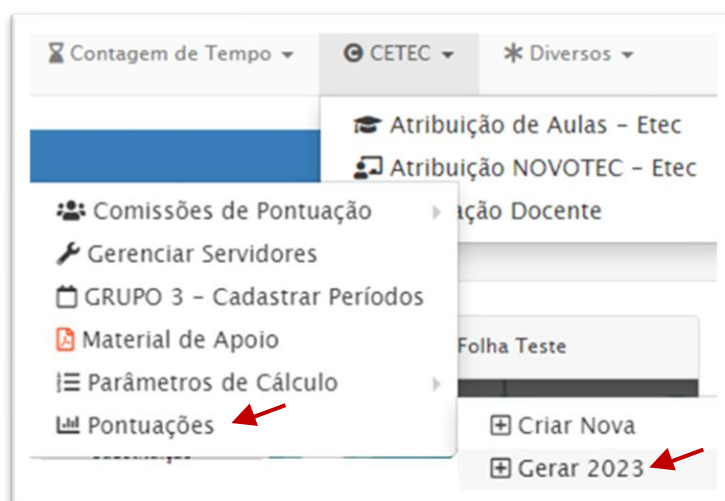 Contagem de Tempo
CETEC
Diversos
Atribuição de Aulas - Etec
Atribuição NOVOTEC - Etec
ação Docente
Comissões de Pontuação
Gerenciar Servidores
GRUPO 3 - Cadastrar Períodos
Material de Apoio
Parâmetros de Cálculo
Pontuações
Folha Teste
Criar Nova
Gerar 2023